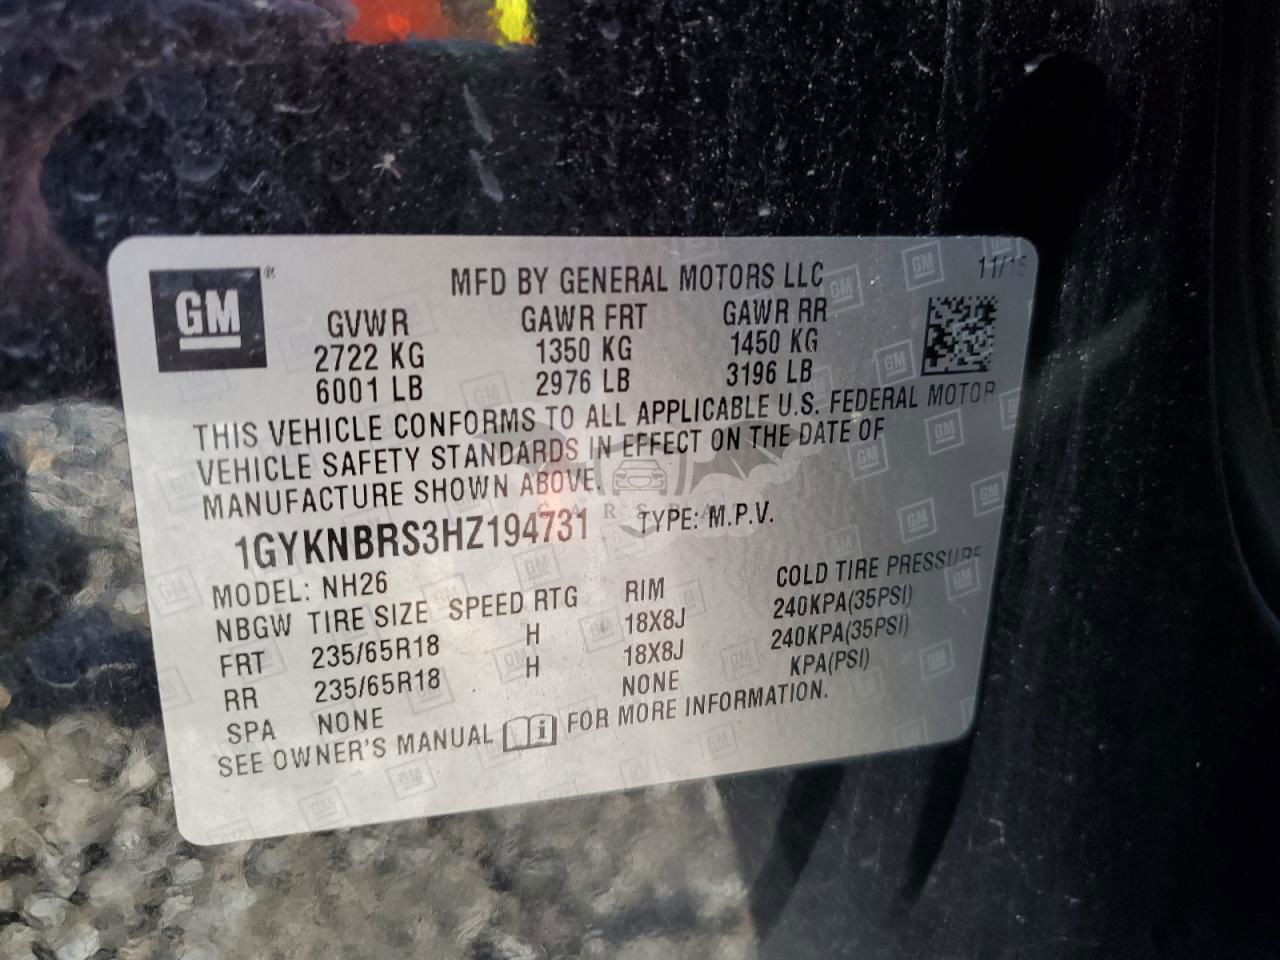 GM ®
MFD BY GENERAL MOTORS LLC
GVWR GAWR FRT GAWR RR
2722 KG 1350 KG 1450 KG
6001 LB 2976 LB 3196 LB
THIS VEHICLE CONFORMS TO ALL APPLICABLE U.S. FEDERAL MOTOR
VEHICLE SAFETY STANDARDS IN EFFECT ON THE DATE OF
MANUFACTURE SHOWN ABOVE.
1GYKNBRS3HZ194731 TYPE: M.P.V.
MODEL: NH26
NBGW TIRE SIZE SPEED RTG RIM COLD TIRE PRESSURE
FRT 235/65R18 H 18X8J 240KPA(35PSI)
RR 235/65R18 H 18X8J 240KPA(35PSI)
SPA NONE NONE KPA(PSI)
SEE OWNER'S MANUAL i FOR MORE INFORMATION.